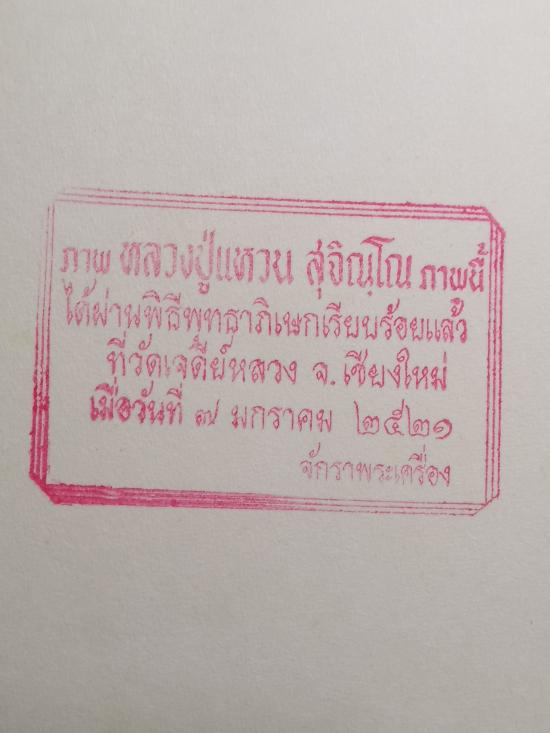 ภาพ หลวงปู่แหวน สุจิณฺโณ ภาพนี้
ได้ผ่านพิธีพุทธาภิเษกเรียบร้อยแล้ว
ที่วัดเจดีย์หลวง จ. เชียงใหม่
เมื่อวันที่ ๗ มกราคม ๒๕๒๑
จักราพระเครื่อง